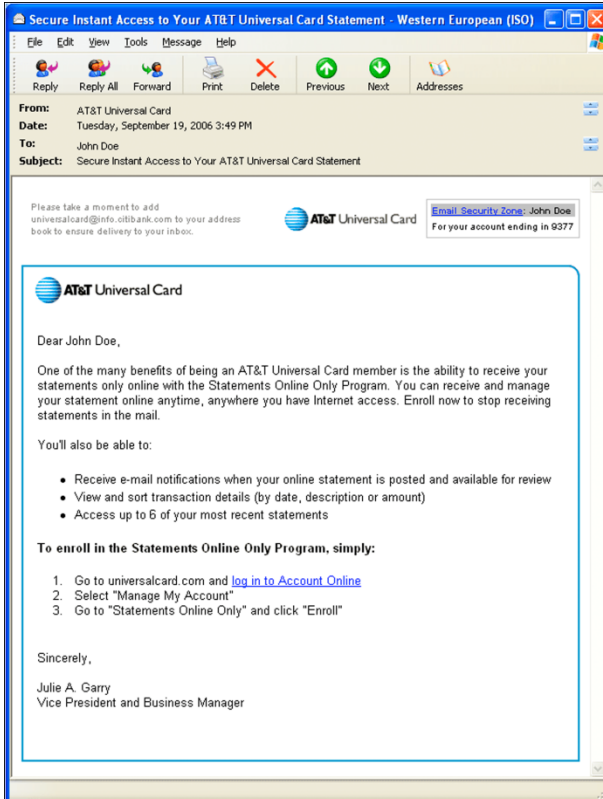 Secure Instant Access to Your AT&T Universal Card Statement - Western European (ISO)
File Edit View Tools Message Help
Reply Reply All Forward Print Delete Previous Next Addresses
From: AT&T Universal Card
Date: Tuesday, September 19, 2006 3:49 PM
To: John Doe
Subject: Secure Instant Access to Your AT&T Universal Card Statement
Please take a moment to add
universalcard@info.citibank.com to your address
book to ensure delivery to your inbox.
AT&T Universal Card
Email Security Zone: John Doe
For your account ending in 9377
AT&T Universal Card
Dear John Doe,
One of the many benefits of being an AT&T Universal Card member is the ability to receive your
statements only online with the Statements Online Only Program. You can receive and manage
your statement online anytime, anywhere you have Internet access. Enroll now to stop receiving
statements in the mail.
You'll also be able to:
• Receive e-mail notifications when your online statement is posted and available for review
• View and sort transaction details (by date, description or amount)
• Access up to 6 of your most recent statements
To enroll in the Statements Online Only Program, simply:
1. Go to universalcard.com and log in to Account Online
2. Select "Manage My Account"
3. Go to "Statements Online Only" and click "Enroll"
Sincerely,
Julie A. Garry
Vice President and Business Manager